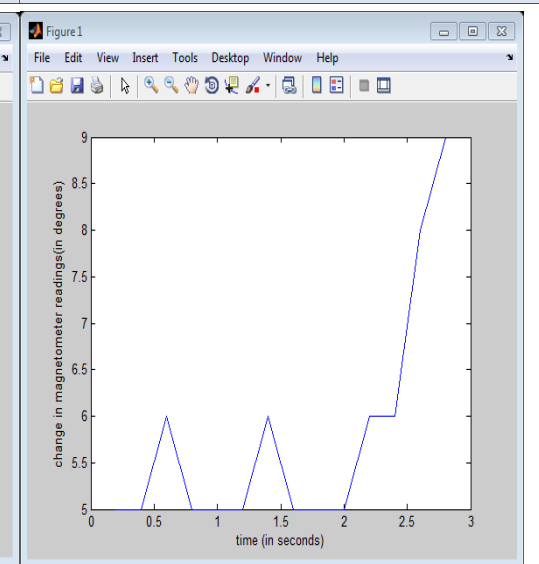 Figure 1
File Edit View Insert Tools Desktop Window Help
9
8.5
8
7.5
7
6.5
6
5.5
5
change in magnetometer readings(in degrees)
0 0.5 1 1.5 2 2.5 3
time (in seconds)